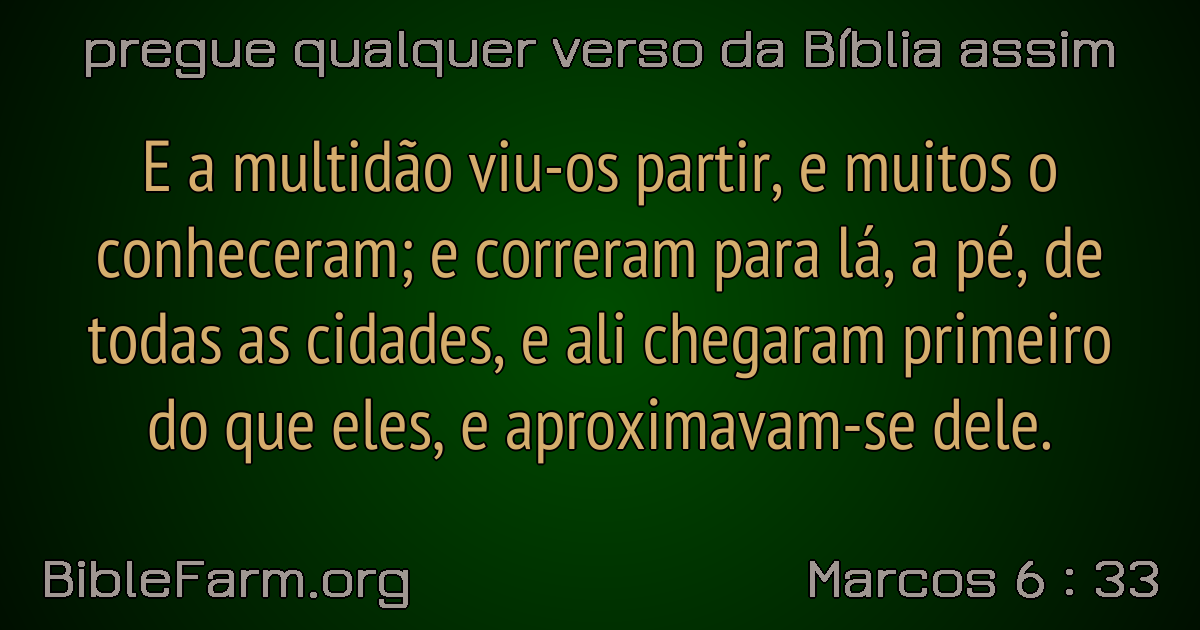 pregue qualquer verso da Bíblia assim
E a multidão viu-os partir, e muitos o
conheceram; e correram para lá, a pé, de
todas as cidades, e ali chegaram primeiro
do que eles, e aproximavam-se dele.
BibleFarm.org
Marcos 6 : 33